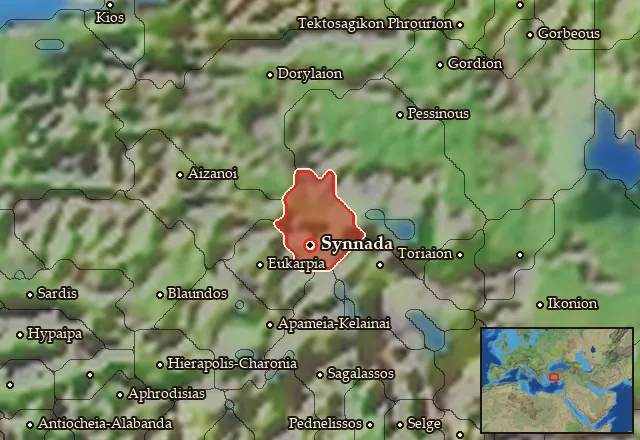 Kios
Tektosagikon Phrourion
Gorbeous
Gordion
Dorylaion
Pessinous
Aizanoi
Synnada
Toriaion
Eukarpia
Sardis
Blaundos
Ikonion
Hypaipa
Apameia-Kelainai
Hierapolis-Charonia
Sagalassos
Aphrodisias
Antiocheia-Alabanda
Pednelissos
Selge